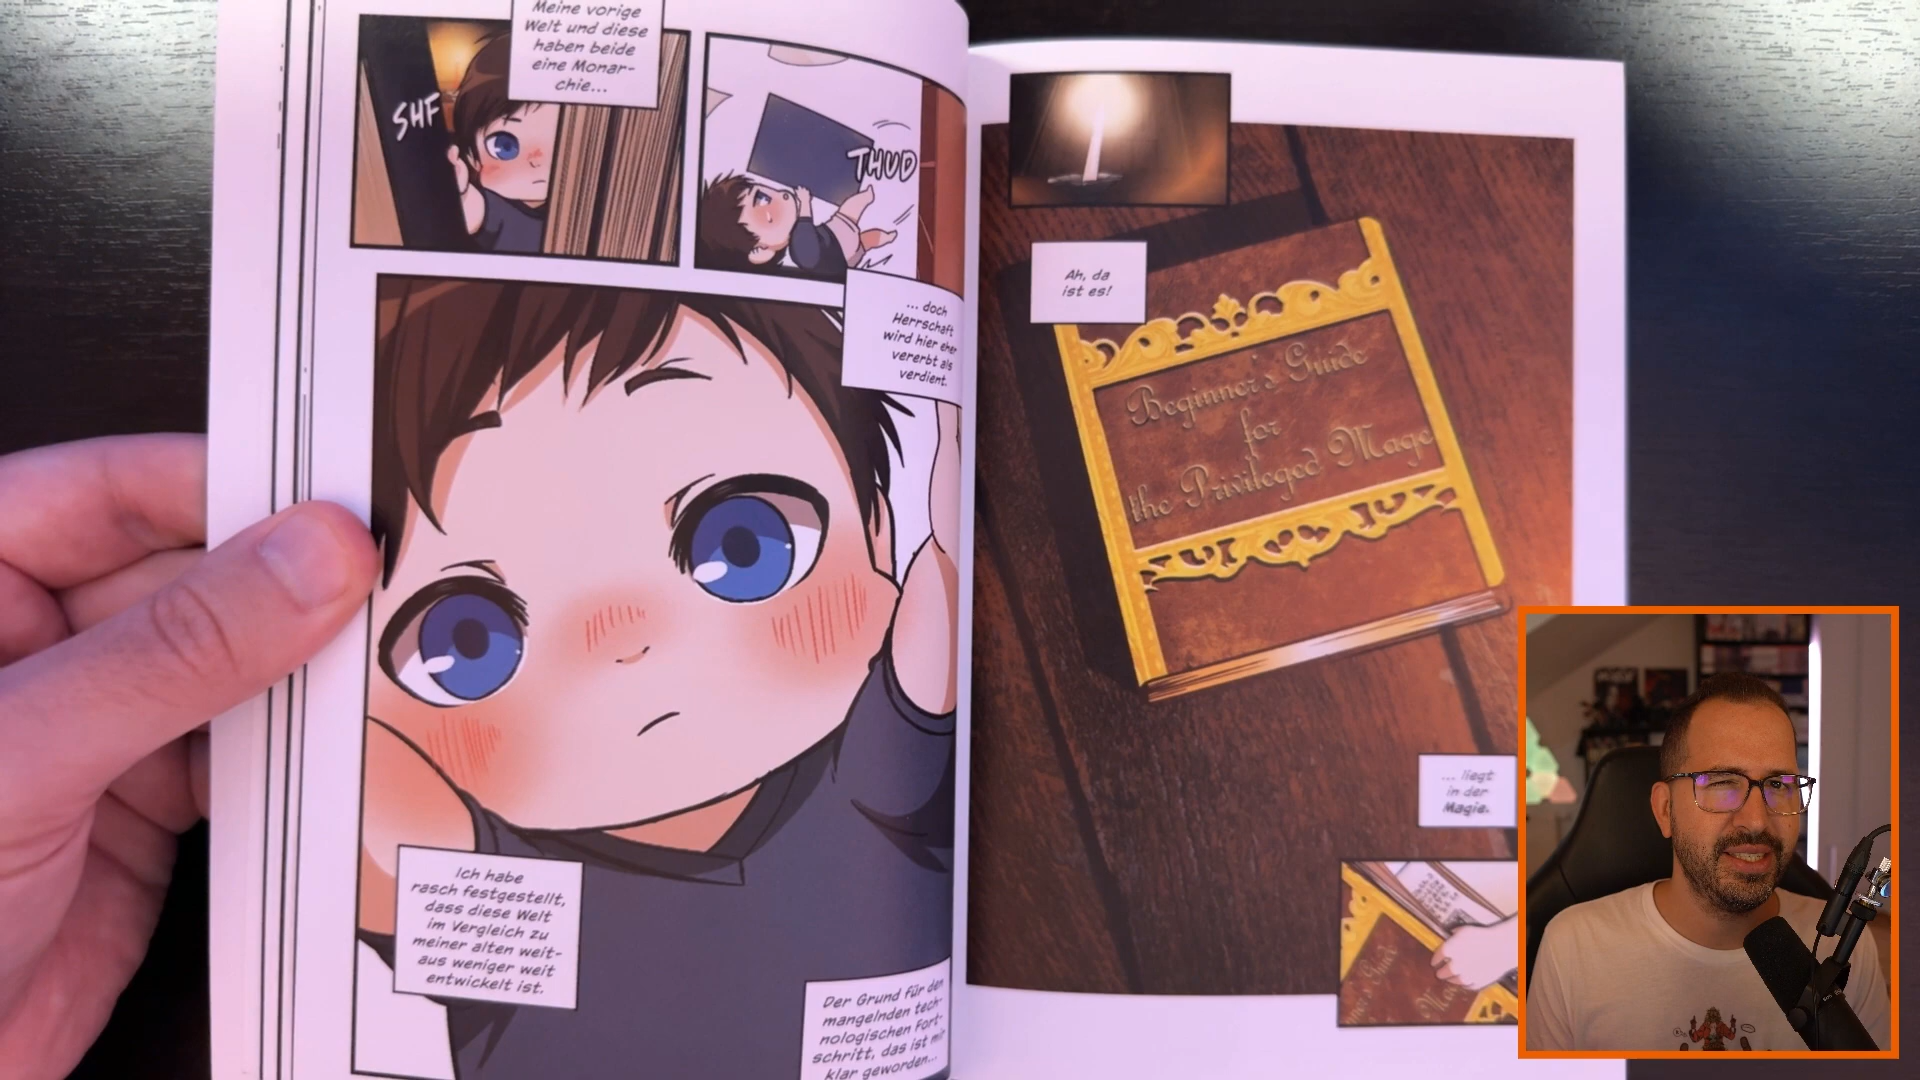 Meine vorige
Welt und diese
haben beide
eine Monar-
chie...
SHF
THUD
... doch
Herrschaft
wird hier eher
vererbt als
verdient.
Ich habe
rasch festgestellt,
dass diese Welt
im Vergleich zu
meiner alten weit-
aus weniger weit
entwickelt ist.
Der Grund für den
mangelnden tech-
nologischen Fort-
schritt, das ist mir
klar geworden...
Ah, da
ist es!
Beginner's Guide
for
the Privileged Mage
... liegt
in der
Magie.
Guide